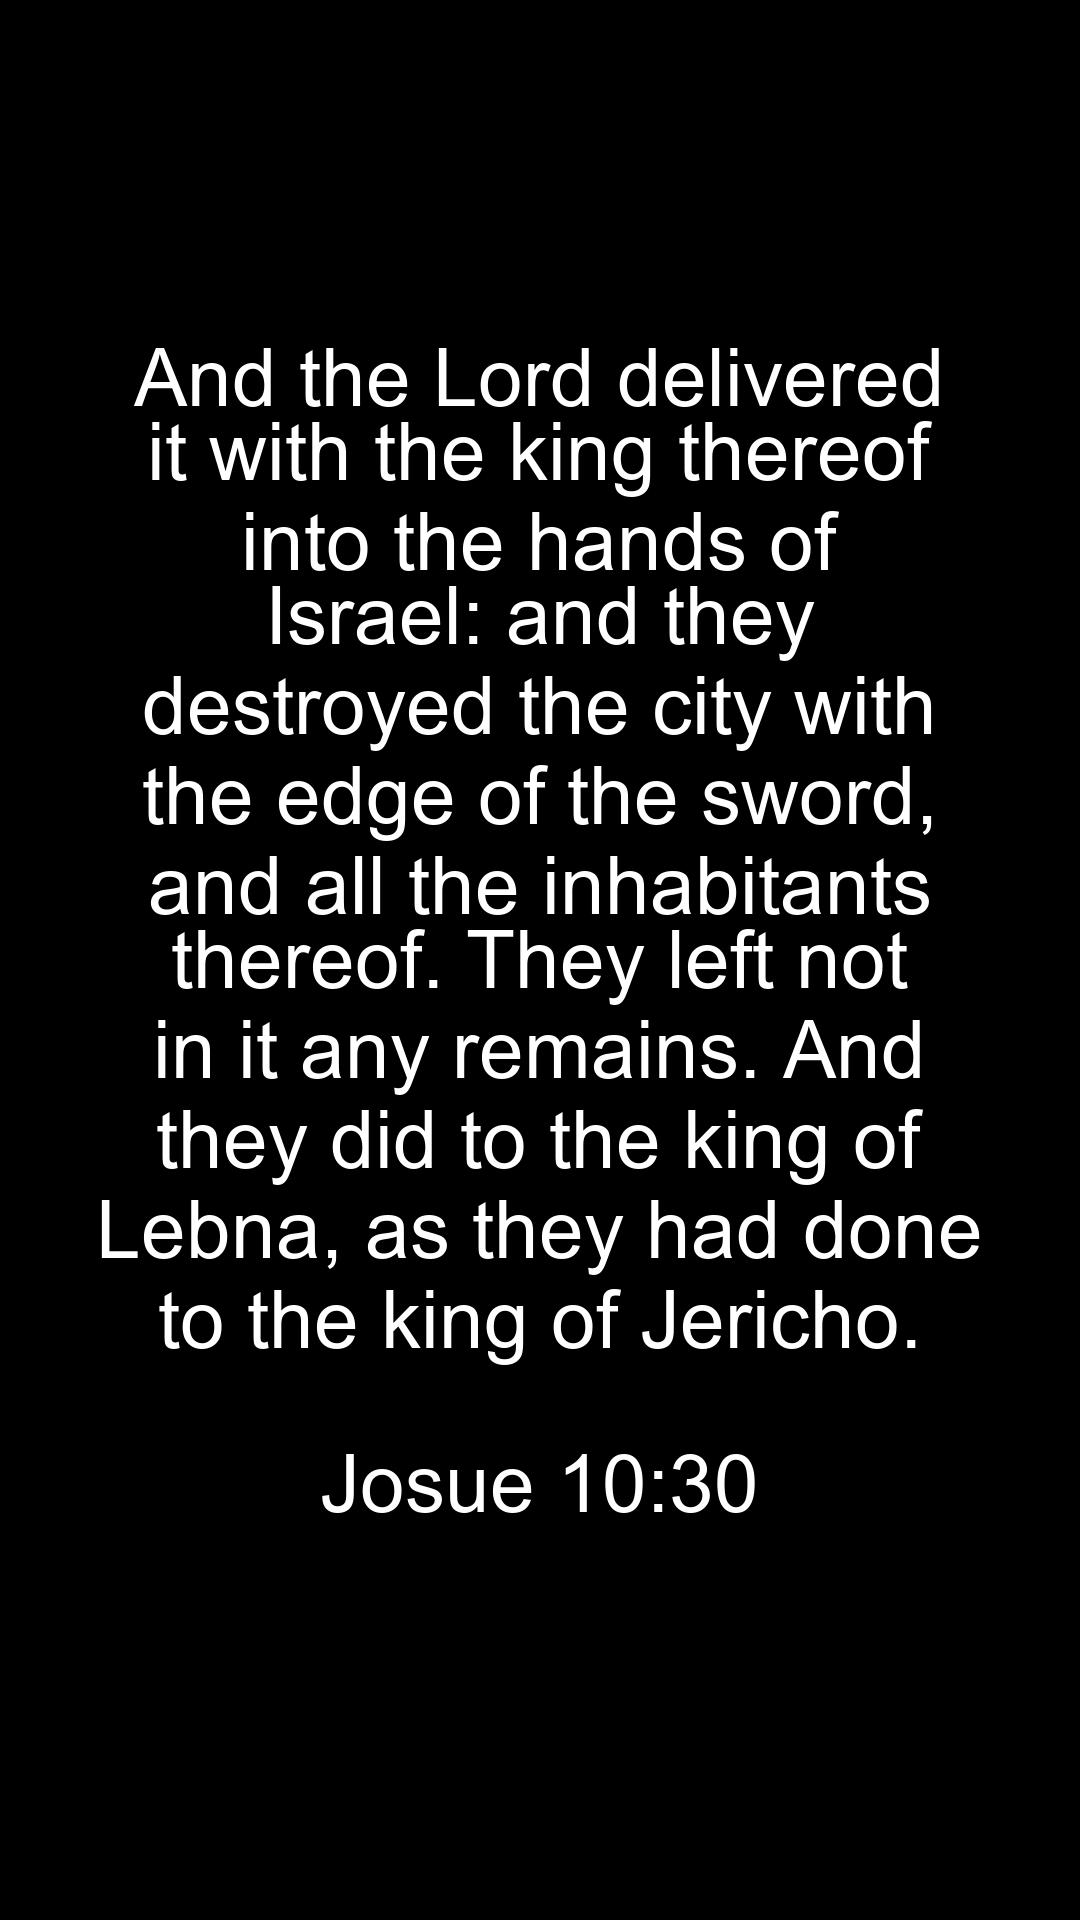 And the Lord delivered
it with the king thereof
into the hands of
Israel: and they
destroyed the city with
the edge of the sword,
and all the inhabitants
thereof. They left not
in it any remains. And
they did to the king of
Lebna, as they had done
to the king of Jericho.
Josue 10:30